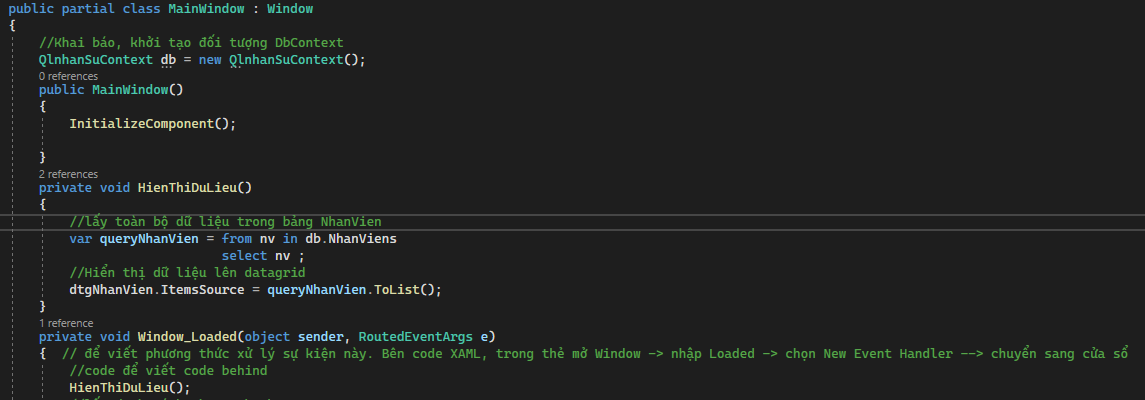 public partial class MainWindow : Window
{
//Khai báo, khởi tạo đối tượng DbContext
QlnhanSuContext db = new QlnhanSuContext();
0 references
public MainWindow()
{
InitializeComponent();
}
2 references
private void HienThiDuLieu()
{
//lấy toàn bộ dữ liệu trong bảng NhanVien
var queryNhanVien = from nv in db.NhanViens
select nv ;
//Hiển thị dữ liệu lên datagrid
dtgNhanVien.ItemsSource = queryNhanVien.ToList();
}
1 reference
private void Window_Loaded(object sender, RoutedEventArgs e)
{ // để viết phương thức xử lý sự kiện này. Bên code XAML, trong thẻ mở Window -> nhập Loaded -> chọn New Event Handler --> chuyển sang cửa sổ
//code để viết code behind
HienThiDuLieu();